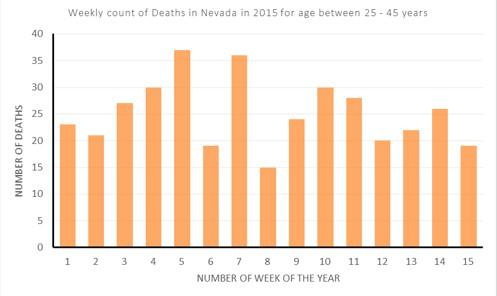 Weekly count of Deaths in Nevada in 2015 for age between 25 - 45 years
NUMBER OF DEATHS
40
35
30
25
20
15
10
5
0
1 2 3 4 5 6 7 8 9 10 11 12 13 14 15
NUMBER OF WEEK OF THE YEAR